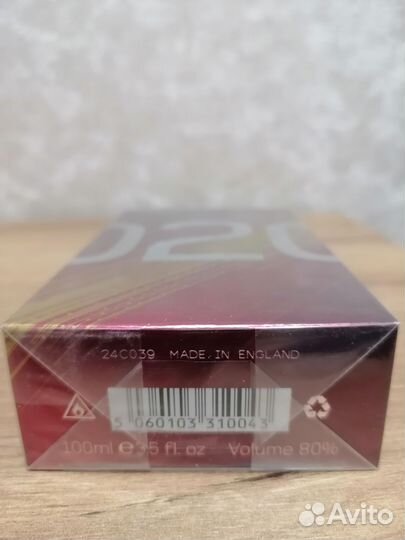 020
24C039 MADE IN ENGLAND
5 060103 310043
100ml e 3.5 fl. oz Volume 80%
Avito